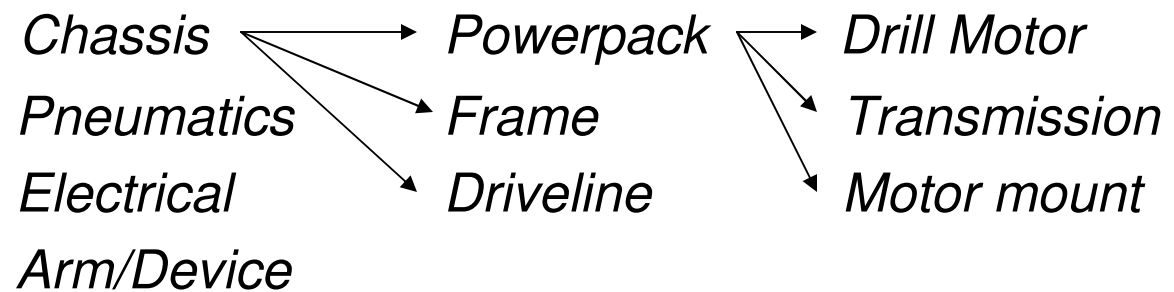 Chassis Powerpack Drill Motor
Pneumatics Frame Transmission
Electrical Driveline Motor mount
Arm/Device